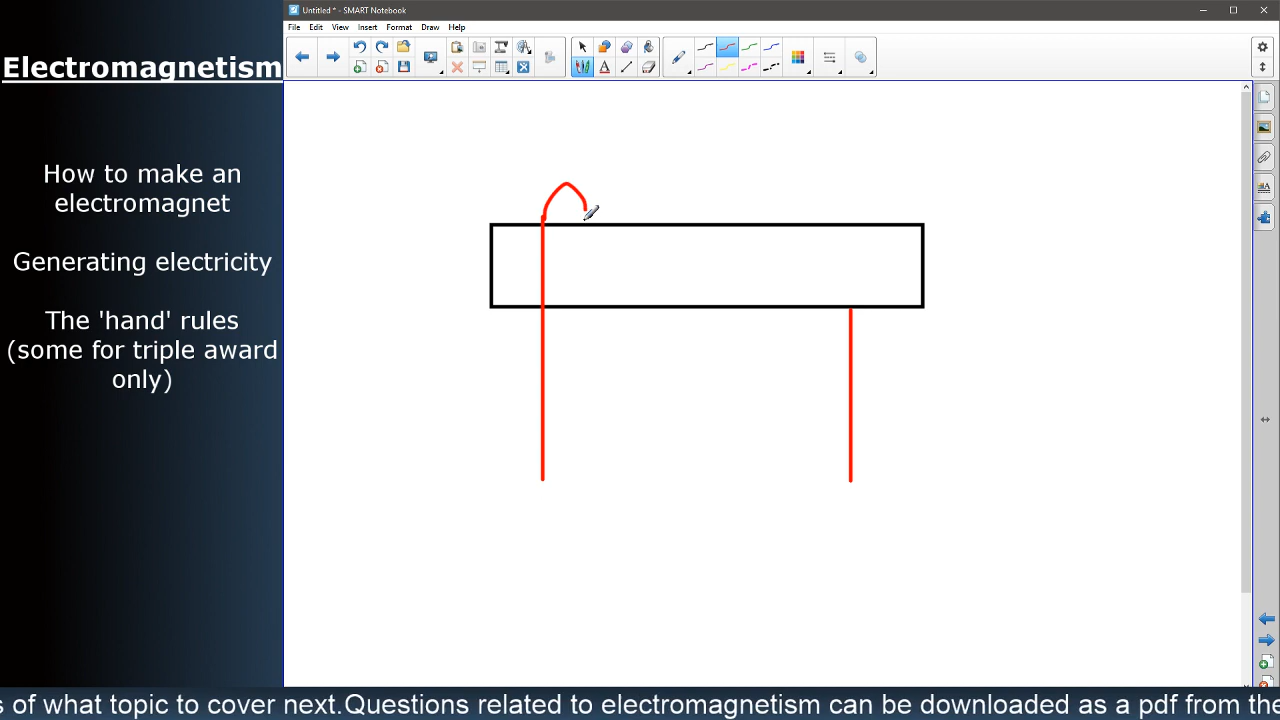 Untitled * - SMART Notebook
File Edit View Insert Format Draw Help
Electromagnetism
How to make an
electromagnet
Generating electricity
The 'hand' rules
(some for triple award
only)
s of what topic to cover next.Questions related to electromagnetism can be downloaded as a pdf from the